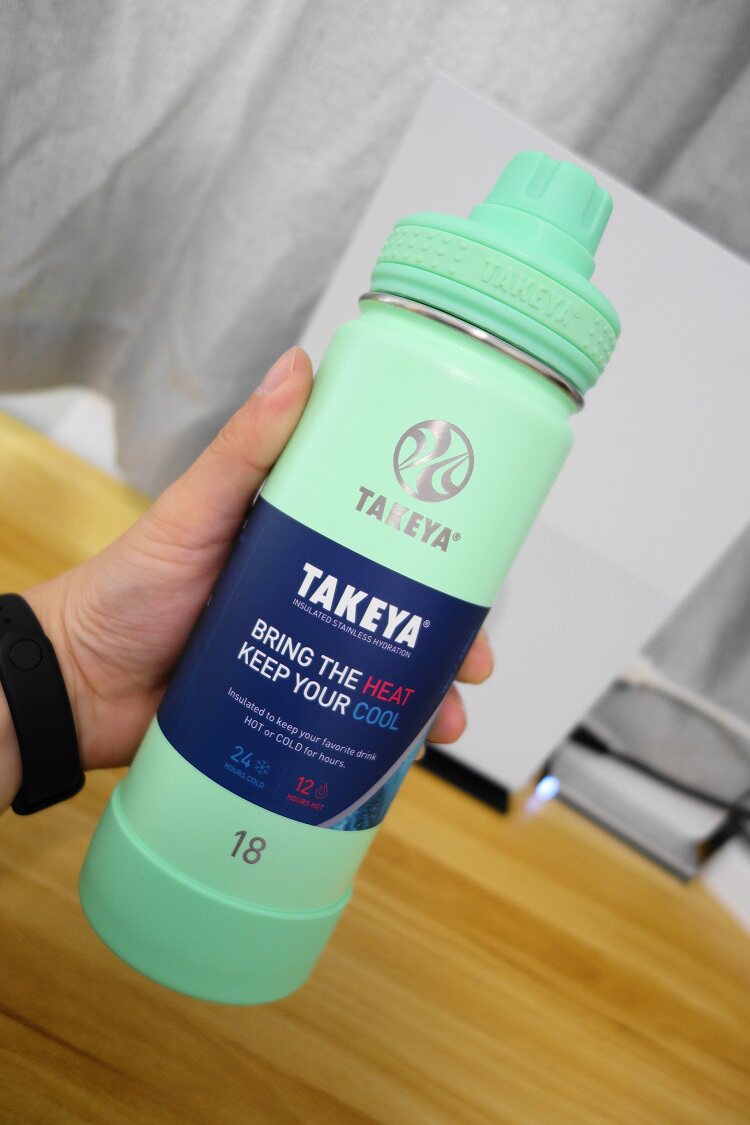 TAKEYA®
TAKEYA®
TAKEYA®
INSULATED STAINLESS HYDRATION
BRING THE HEAT
KEEP YOUR COOL
Insulated to keep your favorite drink
HOT or COLD for hours.
24
HOURS COLD
12
HOURS HOT
18